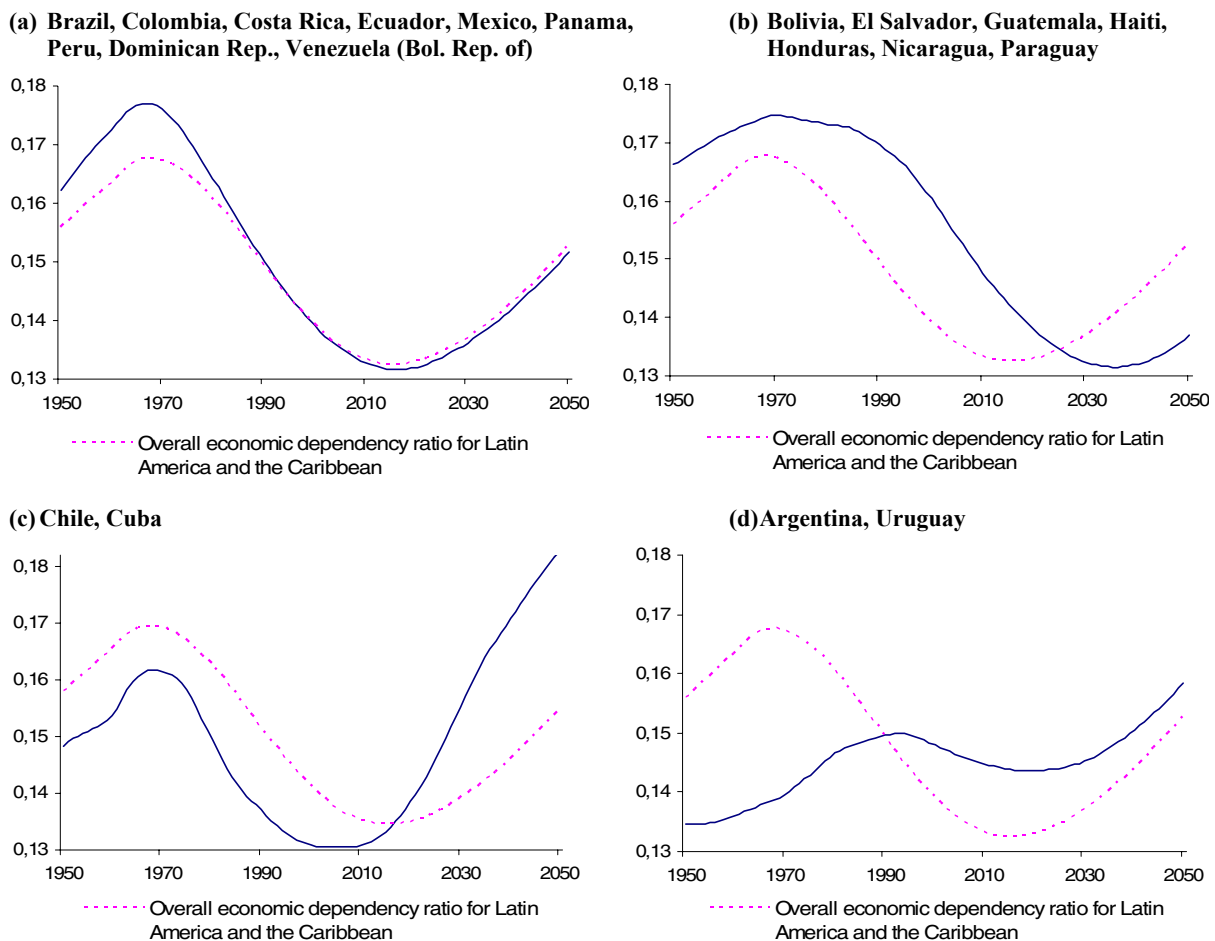 (a) Brazil, Colombia, Costa Rica, Ecuador, Mexico, Panama,
Peru, Dominican Rep., Venezuela (Bol. Rep. of)
0,18
0,17
0,16
0,15
0,14
0,13
1950 1970 1990 2010 2030 2050
Overall economic dependency ratio for Latin
America and the Caribbean
(b) Bolivia, El Salvador, Guatemala, Haiti,
Honduras, Nicaragua, Paraguay
0,18
0,17
0,16
0,15
0,14
0,13
1950 1970 1990 2010 2030 2050
Overall economic dependency ratio for Latin
America and the Caribbean
(c) Chile, Cuba
0,18
0,17
0,16
0,15
0,14
0,13
1950 1970 1990 2010 2030 2050
Overall economic dependency ratio for Latin
America and the Caribbean
(d) Argentina, Uruguay
0,18
0,17
0,16
0,15
0,14
0,13
1950 1970 1990 2010 2030 2050
Overall economic dependency ratio for Latin
America and the Caribbean